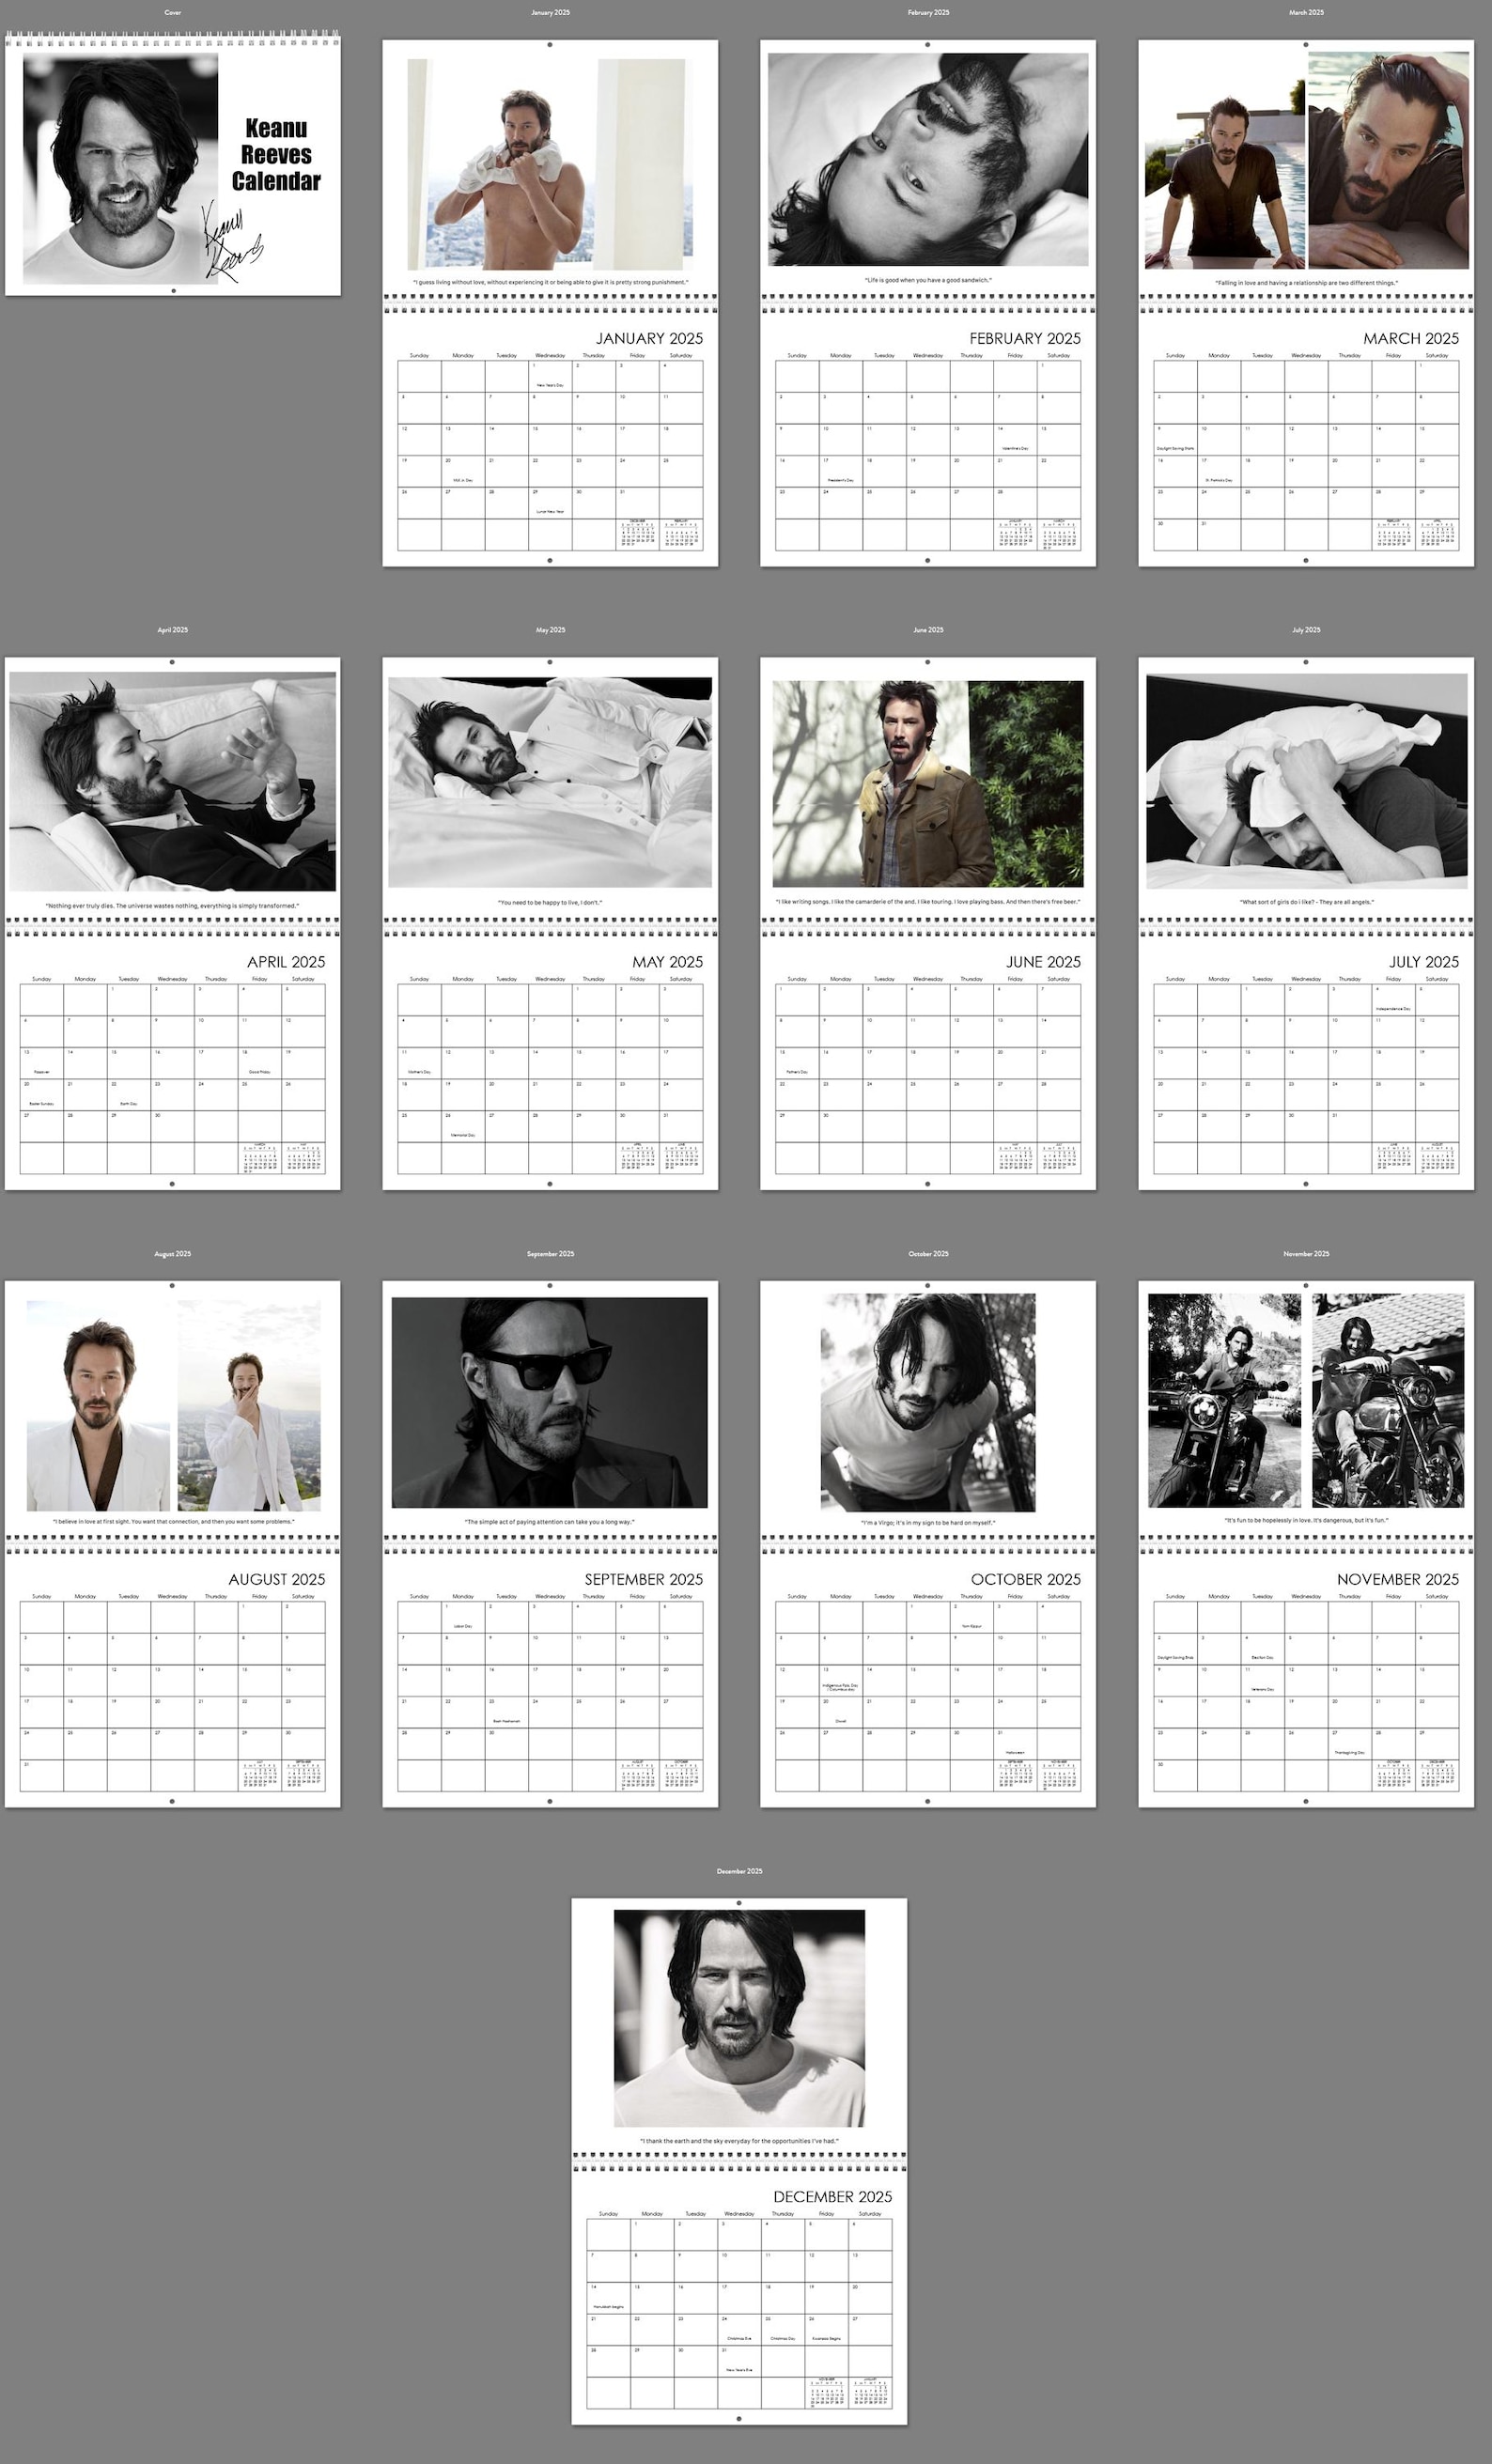 Cover
Keanu
Reeves
Calendar
Keanu
Reeves
January 2025
"I guess living without love, without experiencing it or being able to give it is pretty strong punishment."
JANUARY 2025
Sunday Monday Tuesday Wednesday Thursday Friday Saturday
1 2 3 4
New Year's Day
5 6 7 8 9 10 11
12 13 14 15 16 17 18
19 20 21 22 23 24 25
MLK Jr. Day
26 27 28 29 30 31
Lunar New Year
DECEMBER FEBRUARY
February 2025
"Life is good when you have a good sandwich."
FEBRUARY 2025
Sunday Monday Tuesday Wednesday Thursday Friday Saturday
1
2 3 4 5 6 7 8
9 10 11 12 13 14 15
Valentine's Day
16 17 18 19 20 21 22
President's Day
23 24 25 26 27 28
JANUARY MARCH
March 2025
"Falling in love and having a relationship are two different things."
MARCH 2025
Sunday Monday Tuesday Wednesday Thursday Friday Saturday
1
2 3 4 5 6 7 8
9 10 11 12 13 14 15
Daylight Saving Starts
16 17 18 19 20 21 22
St. Patrick's Day
23 24 25 26 27 28 29
30 31
FEBRUARY APRIL
April 2025
"Nothing ever truly dies. The universe wastes nothing, everything is simply transformed."
APRIL 2025
Sunday Monday Tuesday Wednesday Thursday Friday Saturday
1 2 3 4 5
6 7 8 9 10 11 12
13 14 15 16 17 18 19
Passover Good Friday
20 21 22 23 24 25 26
Easter Sunday Earth Day
27 28 29 30
MARCH MAY
May 2025
"You need to be happy to live, I don't."
MAY 2025
Sunday Monday Tuesday Wednesday Thursday Friday Saturday
1 2 3
4 5 6 7 8 9 10
11 12 13 14 15 16 17
Mother's Day
18 19 20 21 22 23 24
25 26 27 28 29 30 31
Memorial Day
APRIL JUNE
June 2025
"I like writing songs. I like the camarderie of the and. I like touring. I love playing bass. And then there's free beer."
JUNE 2025
Sunday Monday Tuesday Wednesday Thursday Friday Saturday
1 2 3 4 5 6 7
8 9 10 11 12 13 14
15 16 17 18 19 20 21
Father's Day
22 23 24 25 26 27 28
29 30
MAY JULY
July 2025
"What sort of girls do i like? - They are all angels."
JULY 2025
Sunday Monday Tuesday Wednesday Thursday Friday Saturday
1 2 3 4 5
Independence Day
6 7 8 9 10 11 12
13 14 15 16 17 18 19
20 21 22 23 24 25 26
27 28 29 30 31
JUNE AUGUST
August 2025
"I believe in love at first sight. You want that connection, and then you want some problems."
AUGUST 2025
Sunday Monday Tuesday Wednesday Thursday Friday Saturday
1 2
3 4 5 6 7 8 9
10 11 12 13 14 15 16
17 18 19 20 21 22 23
24 25 26 27 28 29 30
31
JULY SEPTEMBER
September 2025
"The simple act of paying attention can take you a long way."
SEPTEMBER 2025
Sunday Monday Tuesday Wednesday Thursday Friday Saturday
1 2 3 4 5 6
Labor Day
7 8 9 10 11 12 13
14 15 16 17 18 19 20
21 22 23 24 25 26 27
Rosh Hashanah
28 29 30
AUGUST OCTOBER
October 2025
"I'm a Virgo; it's in my sign to be hard on myself."
OCTOBER 2025
Sunday Monday Tuesday Wednesday Thursday Friday Saturday
1 2 3 4
Yom Kippur
5 6 7 8 9 10 11
12 13 14 15 16 17 18
Indigenous Ppls. Day
/ Columbus day
19 20 21 22 23 24 25
Diwali
26 27 28 29 30 31
Halloween
SEPTEMBER NOVEMBER
November 2025
"It's fun to be hopelessly in love. It's dangerous, but it's fun."
NOVEMBER 2025
Sunday Monday Tuesday Wednesday Thursday Friday Saturday
1
2 3 4 5 6 7 8
Daylight Saving Ends Election Day
9 10 11 12 13 14 15
Veterans Day
16 17 18 19 20 21 22
23 24 25 26 27 28 29
Thanksgiving Day
30
OCTOBER DECEMBER
December 2025
"I thank the earth and the sky everyday for the opportunities I've had."
DECEMBER 2025
Sunday Monday Tuesday Wednesday Thursday Friday Saturday
1 2 3 4 5 6
7 8 9 10 11 12 13
14 15 16 17 18 19 20
Hanukkah begins
21 22 23 24 25 26 27
Christmas Eve Christmas Day Kwanzaa Begins
28 29 30 31
New Year's Eve
NOVEMBER JANUARY